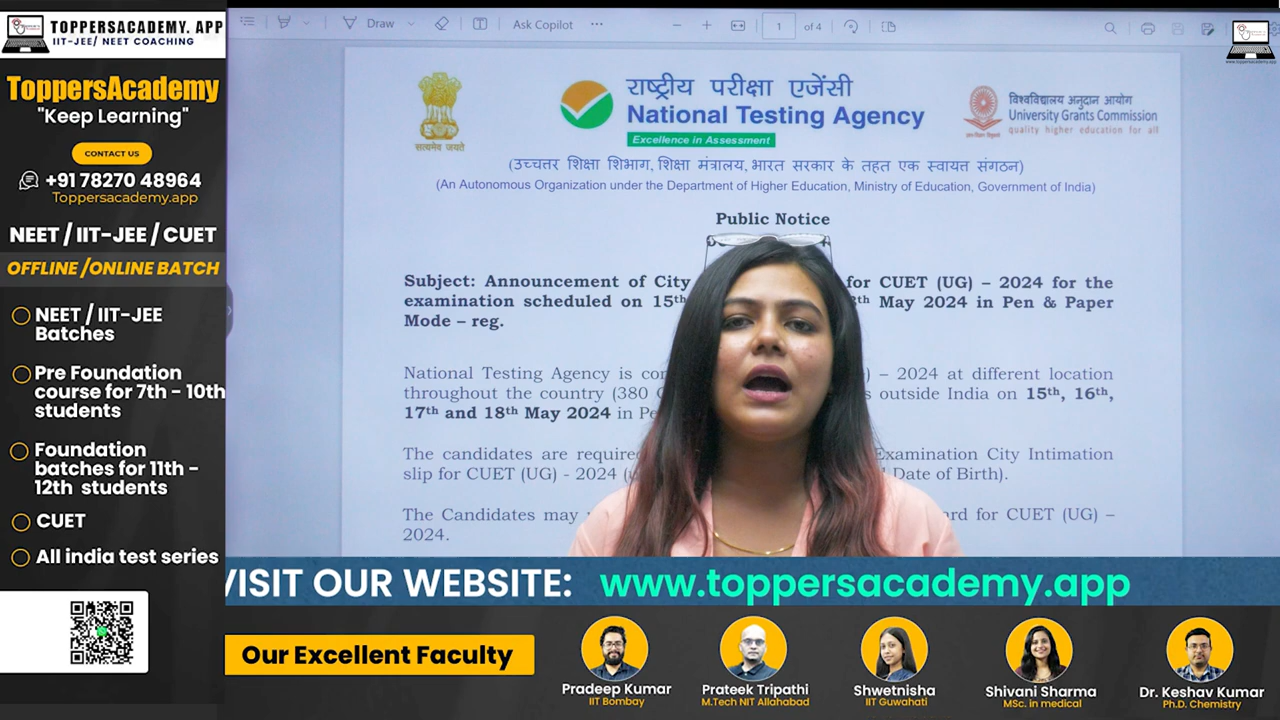 TOPPERSACADEMY. APP
IIT-JEE/ NEET COACHING
ToppersAcademy
"Keep Learning"
CONTACT US
+91 78270 48964
Toppersacademy.app
NEET / IIT-JEE / CUET
OFFLINE /ONLINE BATCH
NEET / IIT-JEE
Batches
Pre Foundation
course for 7th - 10th
students
Foundation
batches for 11th -
12th students
CUET
All india test series
Draw
Ask Copilot
1
of 4
www.toppersacademy.app
सत्यमेव जयते
राष्ट्रीय परीक्षा एजेंसी
National Testing Agency
Excellence in Assessment
विश्वविद्यालय अनुदान आयोग
University Grants Commission
quality higher education for all
(उच्चत्तर शिक्षा शिभाग, शिक्षा मंत्रालय, भारत सरकार के तहत एक स्वायत्त संगठन)
(An Autonomous Organization under the Department of Higher Education, Ministry of Education, Government of India)
Public Notice
Subject: Announcement of City for CUET (UG) – 2024 for the
examination scheduled on 15th May 2024 in Pen & Paper
Mode – reg.
National Testing Agency is – 2024 at different location
throughout the country (380 outside India on 15th, 16th,
17th and 18th May 2024 in
The candidates are Examination City Intimation
slip for CUET (UG) - 2024 Date of Birth).
The Candidates may for CUET (UG) –
2024.
VISIT OUR WEBSITE: www.toppersacademy.app
Our Excellent Faculty
Pradeep Kumar
IIT Bombay
Prateek Tripathi
M.Tech NIT Allahabad
Shwetnisha
IIT Guwahati
Shivani Sharma
MSc. in medical
Dr. Keshav Kumar
Ph.D. Chemistry